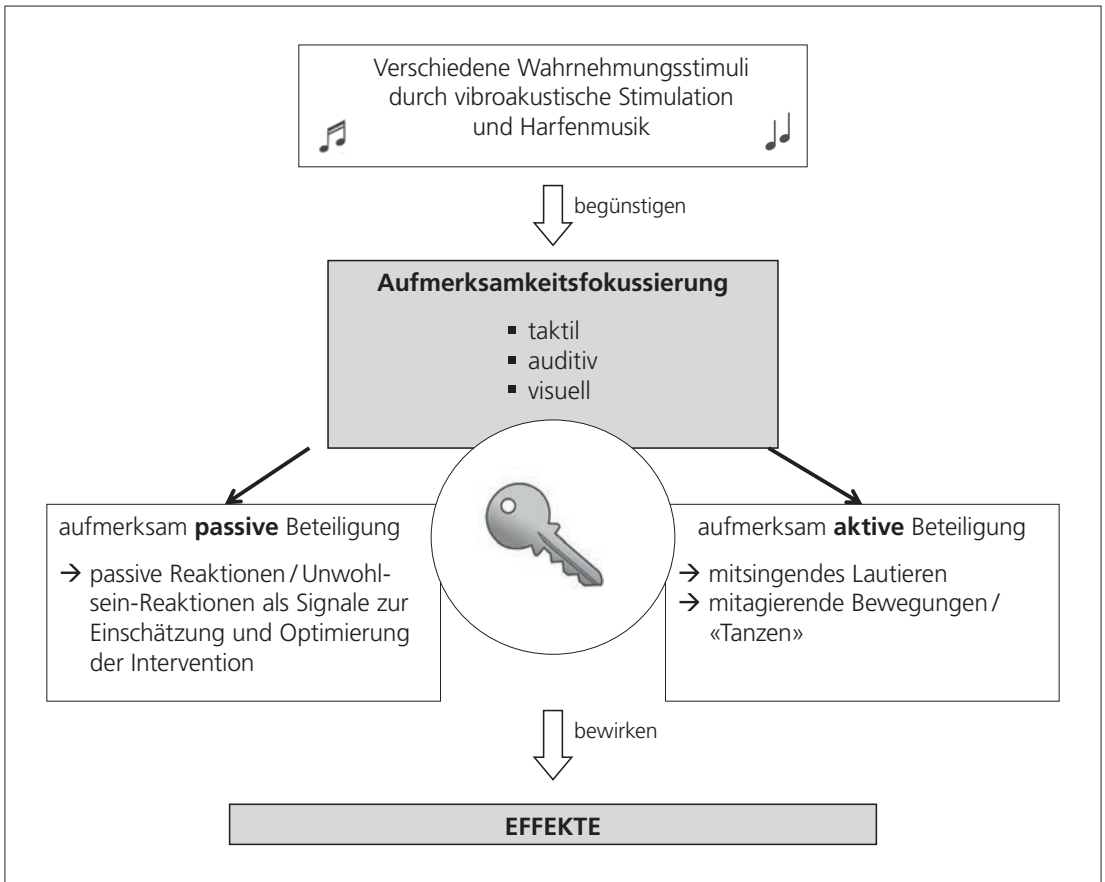 Verschiedene Wahrnehmungsstimuli
durch vibroakustische Stimulation
und Harfenmusik
begünstigen
Aufmerksamkeitsfokussierung
▪ taktil
▪ auditiv
▪ visuell
aufmerksam passive Beteiligung
→ passive Reaktionen / Unwohl-
sein-Reaktionen als Signale zur
Einschätzung und Optimierung
der Intervention
aufmerksam aktive Beteiligung
→ mitsingendes Lautieren
→ mitagierende Bewegungen /
«Tanzen»
bewirken
EFFEKTE